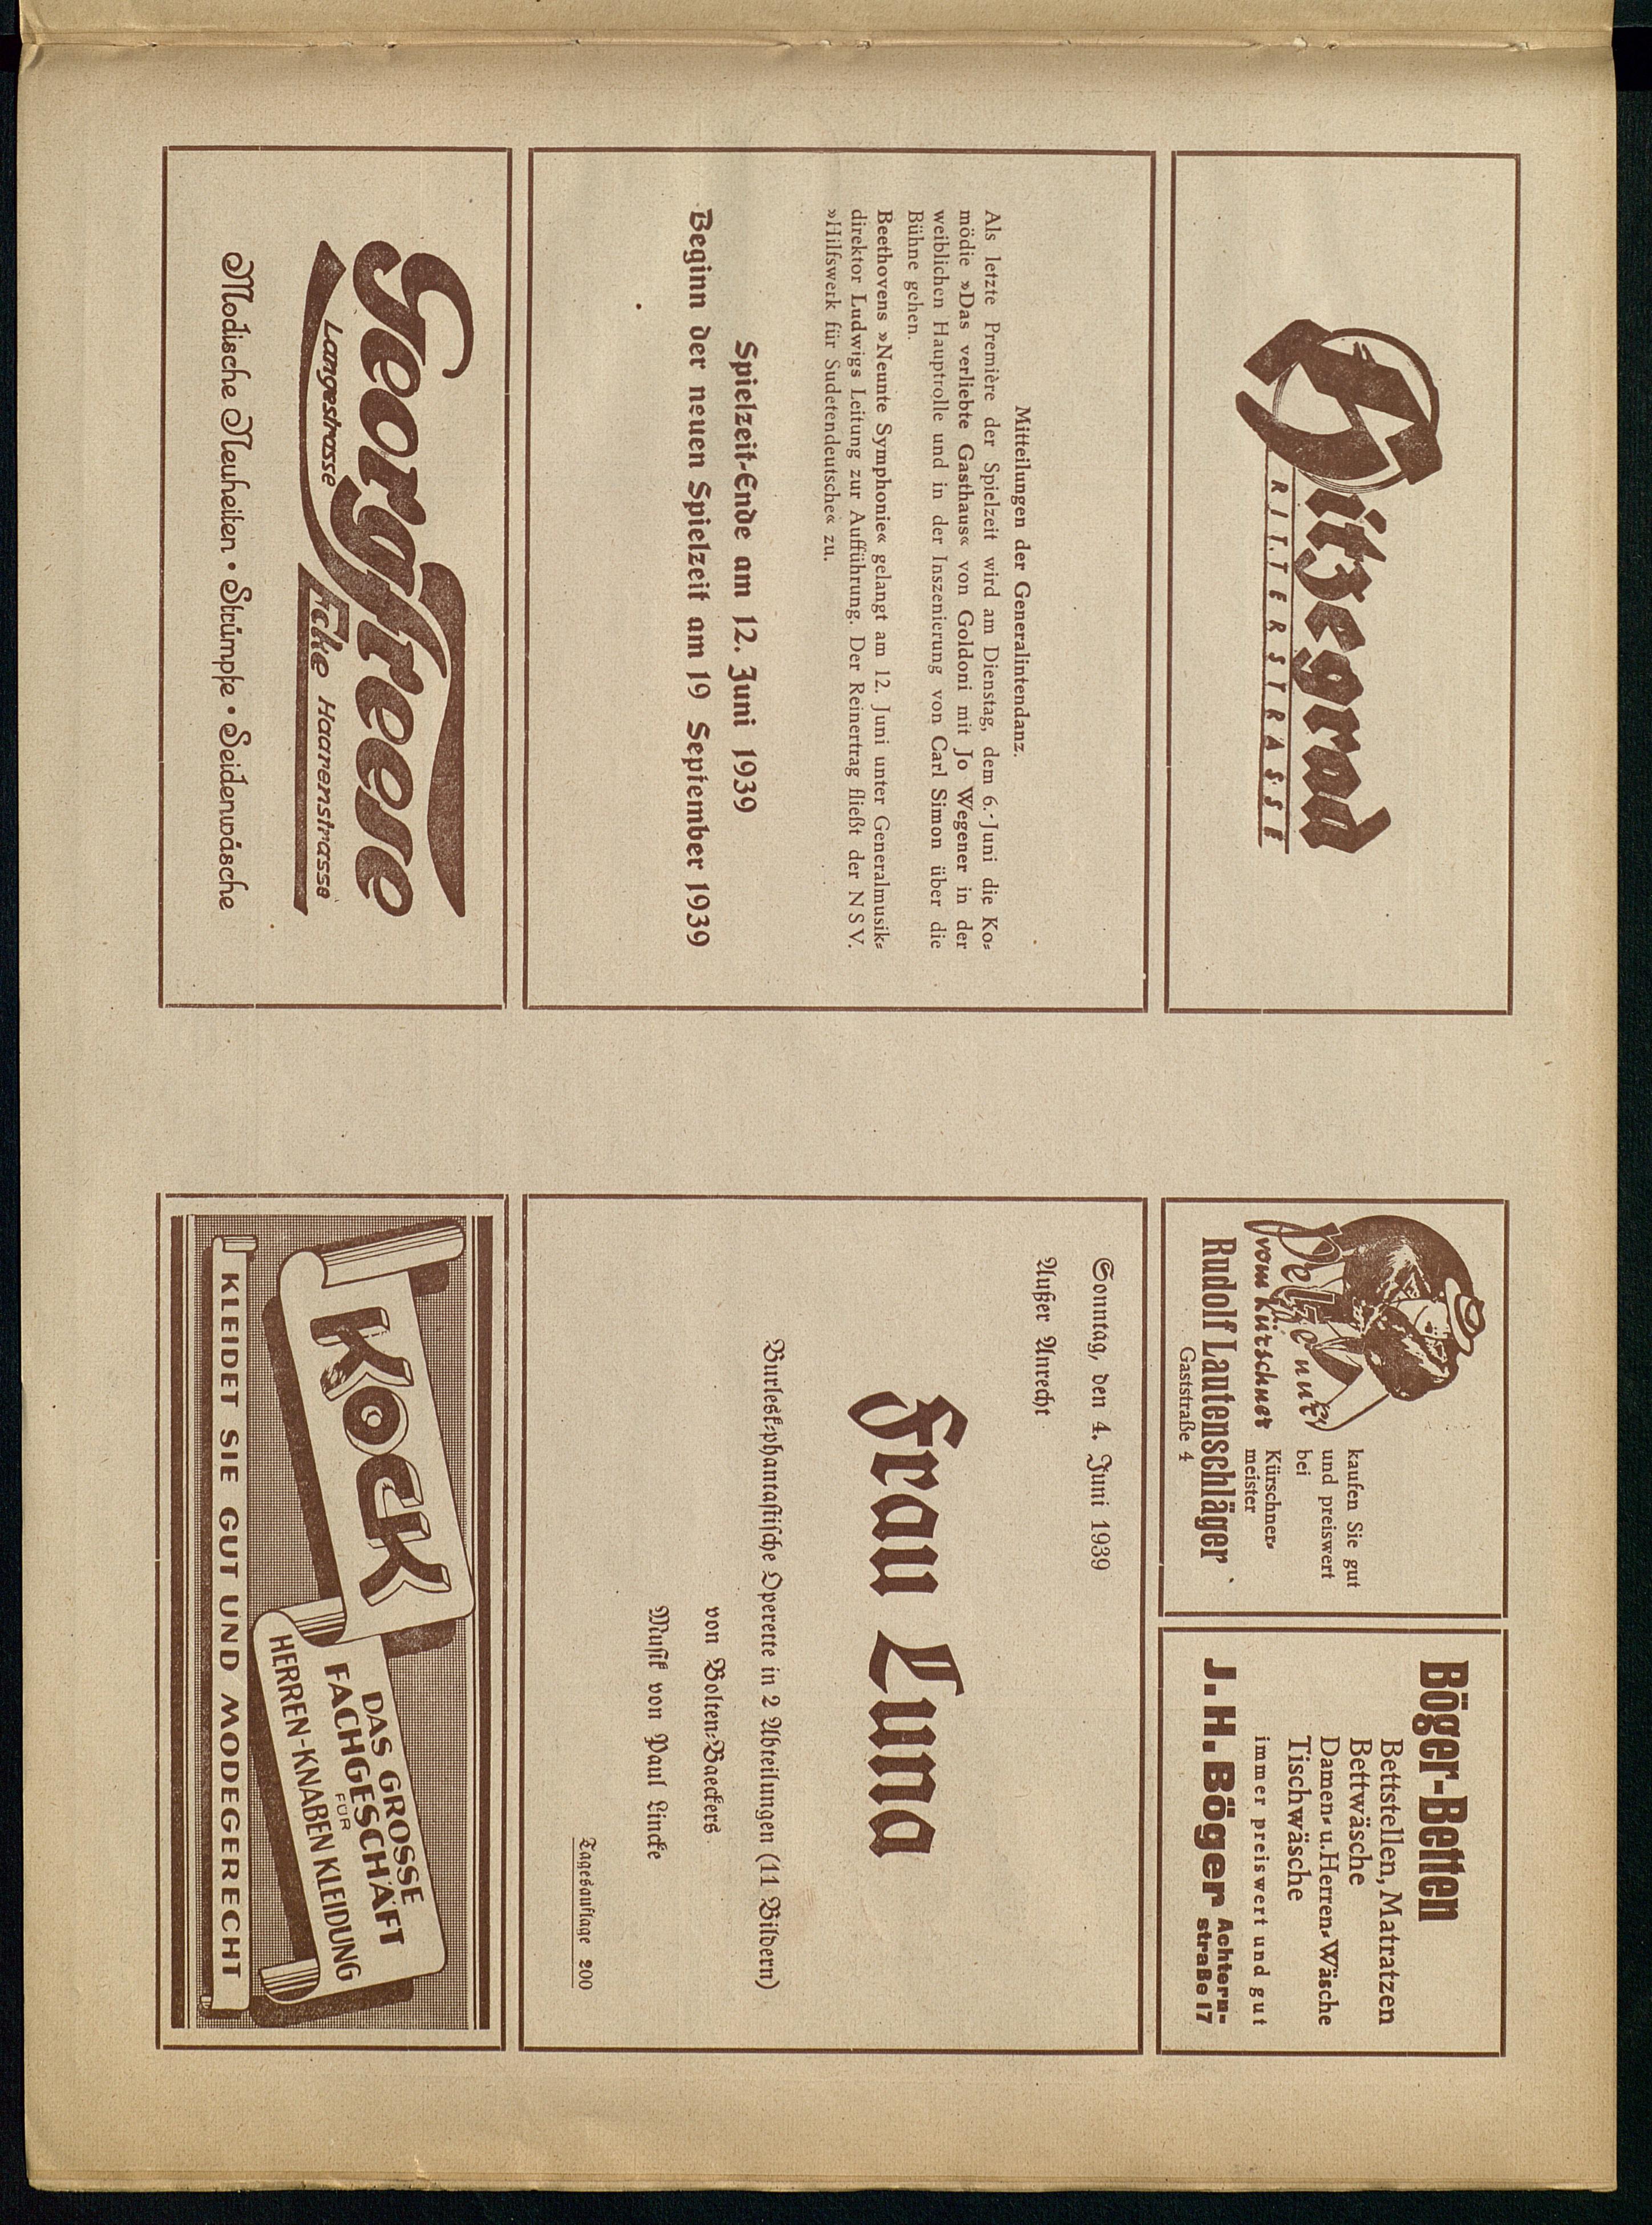 Hitzegrad
RITTERSTRASSE
Mitteilungen der Generalintendanz.
Als letzte Première der Spielzeit wird am Dienstag, dem 6. Juni die Ko=
mödie »Das verliebte Gasthaus« von Goldoni mit Jo Wegener in der
weiblichen Hauptrolle und in der Inszenierung von Carl Simon über die
Bühne gehen.
Beethovens »Neunte Symphonie« gelangt am 12. Juni unter Generalmusik=
direktor Ludwigs Leitung zur Aufführung. Der Reinertrag fließt der NSV.
»Hilfswerk für Sudetendeutsche« zu.
Spielzeit-Ende am 12. Juni 1939
Beginn der neuen Spielzeit am 19 September 1939
Georg Freese
Langestrasse
Ecke Haarenstrasse
Modische Neuheiten • Strümpfe • Seidenwäsche
Pelze nur
vom Kürschner
kaufen Sie gut
und preiswert
bei
Kürschner=
meister
Rudolf Lautenschläger
Gaststraße 4
Böger-Betten
Bettstellen, Matratzen
Bettwäsche
Damen= u. Herren=Wäsche
Tischwäsche
immer preiswert und gut
J. H. Böger Achtern-
straße 17
Sonntag, den 4. Juni 1939
Außer Anrecht
Frau Luna
Burlesk=phantastische Operette in 2 Abteilungen (11 Bildern)
von Bolten=Baeckers
Musik von Paul Lincke
Tagesauflage 200
KOCK
DAS GROSSE
FACHGESCHÄFT
FÜR
HERREN-KNABEN KLEIDUNG
KLEIDET SIE GUT UND MODEGERECHT